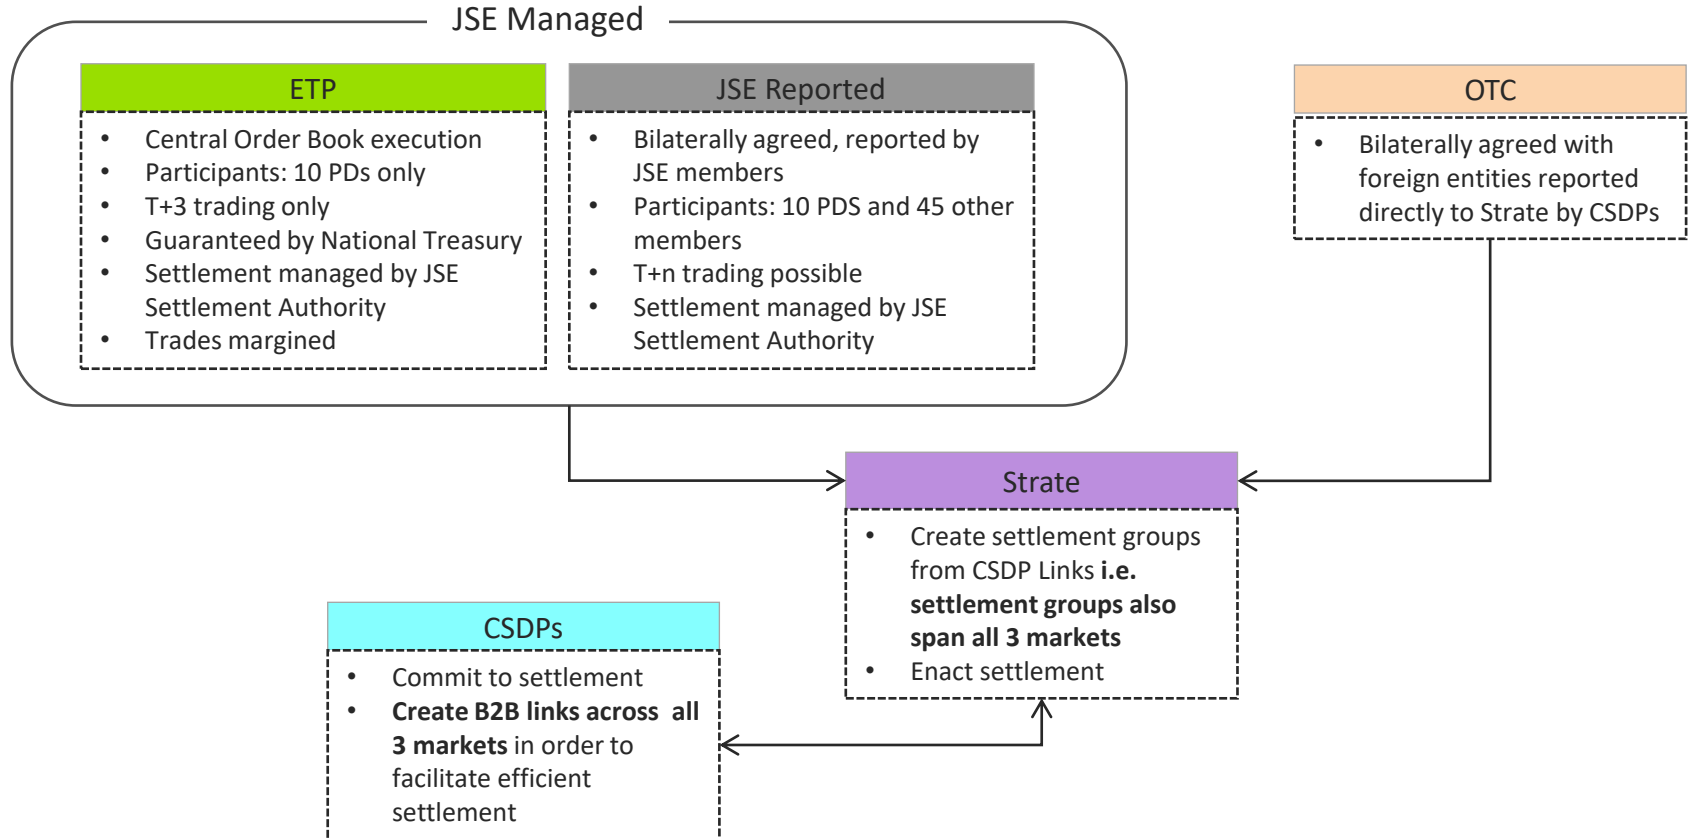 JSE Managed
ETP
• Central Order Book execution
• Participants: 10 PDs only
• T+3 trading only
• Guaranteed by National Treasury
• Settlement managed by JSE
Settlement Authority
• Trades margined
JSE Reported
• Bilaterally agreed, reported by
JSE members
• Participants: 10 PDS and 45 other
members
• T+n trading possible
• Settlement managed by JSE
Settlement Authority
OTC
• Bilaterally agreed with
foreign entities reported
directly to Strate by CSDPs
Strate
• Create settlement groups
from CSDP Links i.e.
settlement groups also
span all 3 markets
• Enact settlement
CSDPs
• Commit to settlement
• Create B2B links across all
3 markets in order to
facilitate efficient
settlement